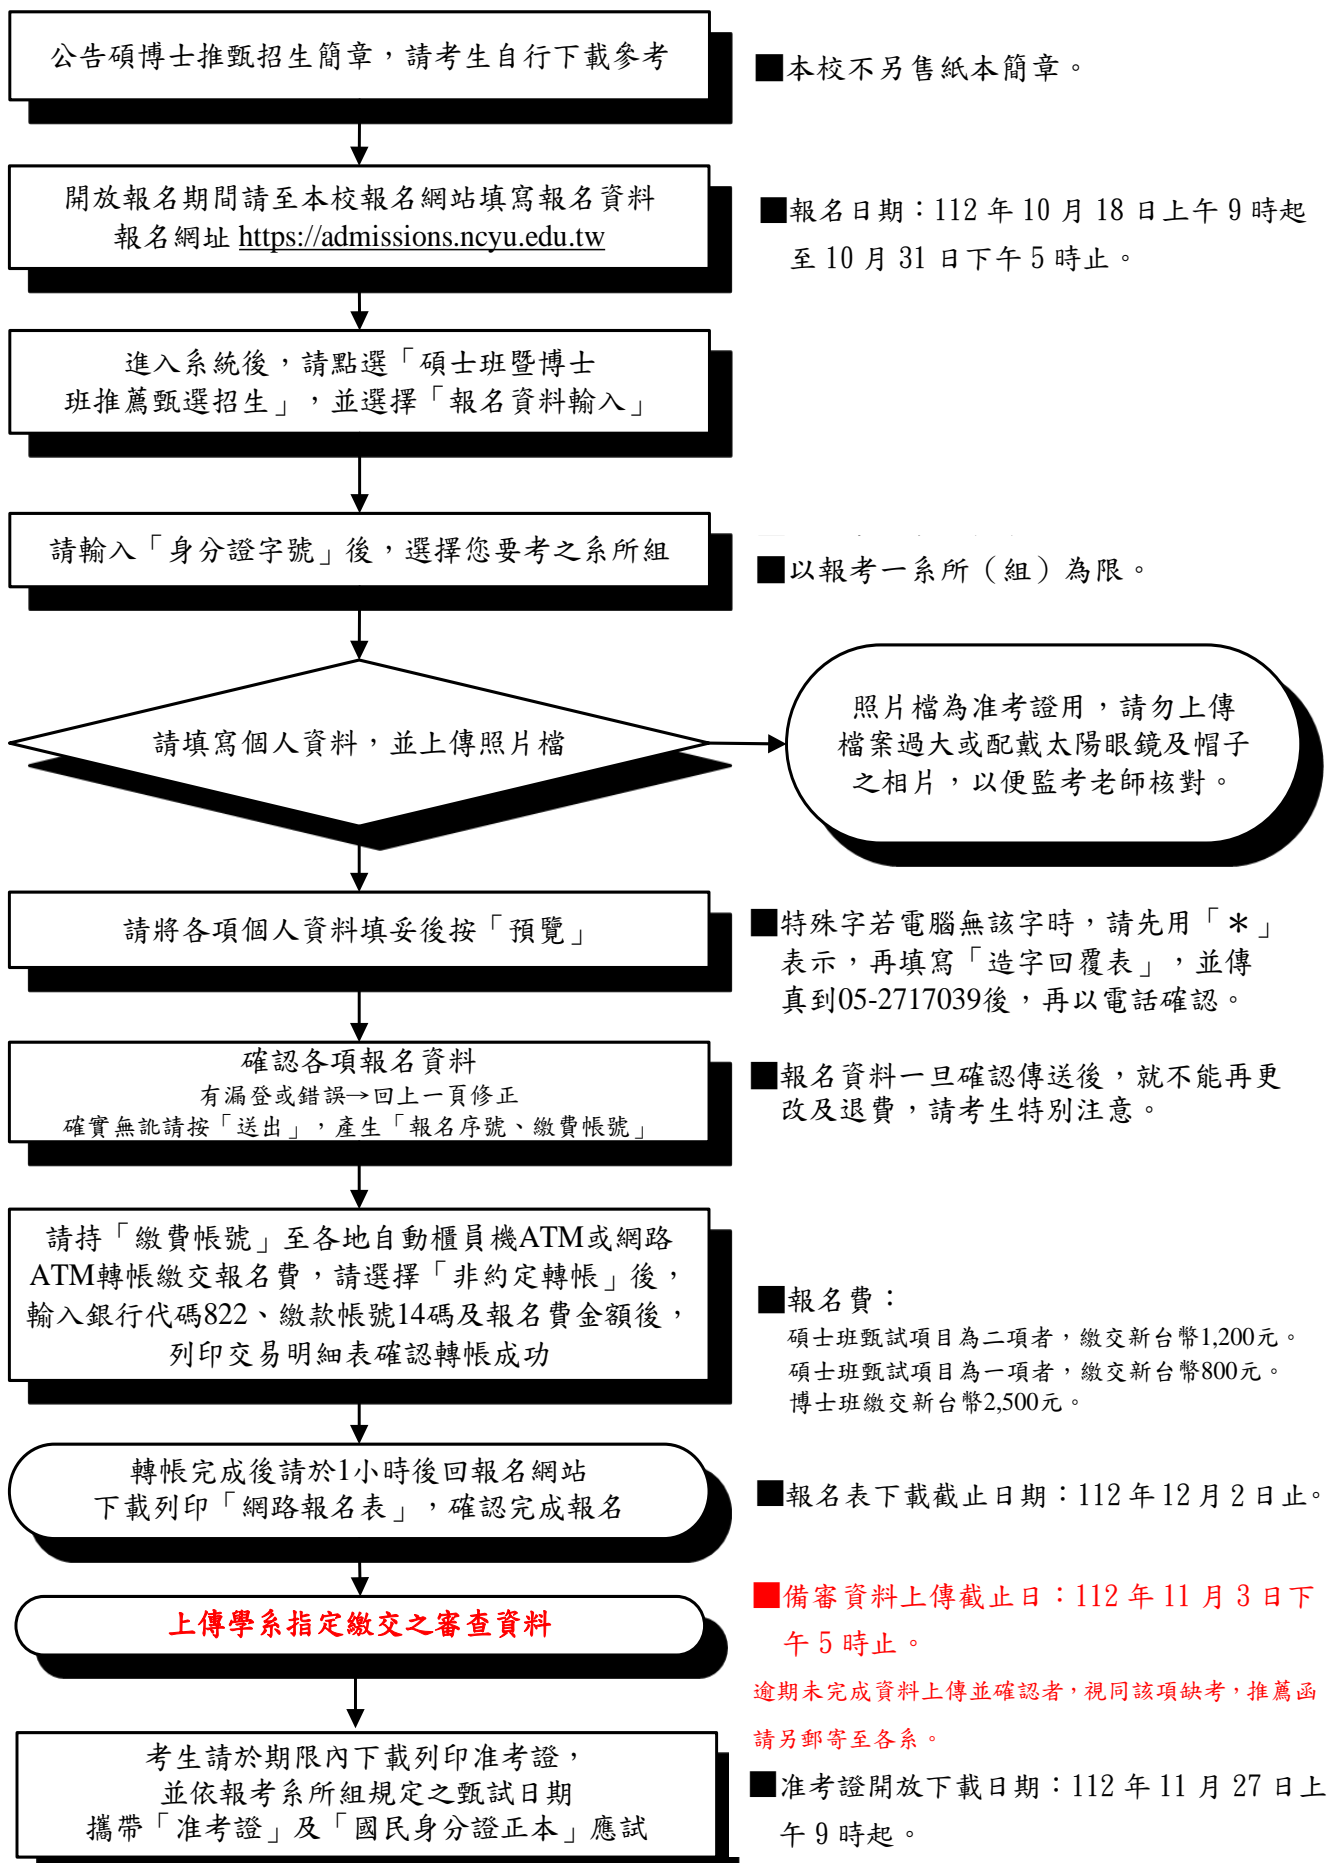 公告碩博士推甄招生簡章，請考生自行下載參考
■本校不另售紙本簡章。
開放報名期間請至本校報名網站填寫報名資料
報名網址 https://admissions.ncyu.edu.tw
■報名日期：112 年 10 月 18 日上午 9 時起
至 10 月 31 日下午 5 時止。
進入系統後，請點選「碩士班暨博士
班推薦甄選招生」，並選擇「報名資料輸入」
請輸入「身分證字號」後，選擇您要考之系所組
■以報考一系所（組）為限。
請填寫個人資料，並上傳照片檔
照片檔為准考證用，請勿上傳
檔案過大或配戴太陽眼鏡及帽子
之相片，以便監考老師核對。
請將各項個人資料填妥後按「預覽」
■特殊字若電腦無該字時，請先用「＊」
表示，再填寫「造字回覆表」，並傳
真到05-2717039後，再以電話確認。
確認各項報名資料
有漏登或錯誤→回上一頁修正
確實無訛請按「送出」，產生「報名序號、繳費帳號」
■報名資料一旦確認傳送後，就不能再更
改及退費，請考生特別注意。
請持「繳費帳號」至各地自動櫃員機ATM或網路
ATM轉帳繳交報名費，請選擇「非約定轉帳」後，
輸入銀行代碼822、繳款帳號14碼及報名費金額後，
列印交易明細表確認轉帳成功
■報名費：
碩士班甄試項目為二項者，繳交新台幣1,200元。
碩士班甄試項目為一項者，繳交新台幣800元。
博士班繳交新台幣2,500元。
轉帳完成後請於1小時後回報名網站
下載列印「網路報名表」，確認完成報名
■報名表下載截止日期：112 年 12 月 2 日止。
上傳學系指定繳交之審查資料
■備審資料上傳截止日：112 年 11 月 3 日下
午 5 時止。
逾期未完成資料上傳並確認者，視同該項缺考，推薦函
請另郵寄至各系。
考生請於期限內下載列印准考證，
並依報考系所組規定之甄試日期
攜帶「准考證」及「國民身分證正本」應試
■准考證開放下載日期：112 年 11 月 27 日上
午 9 時起。